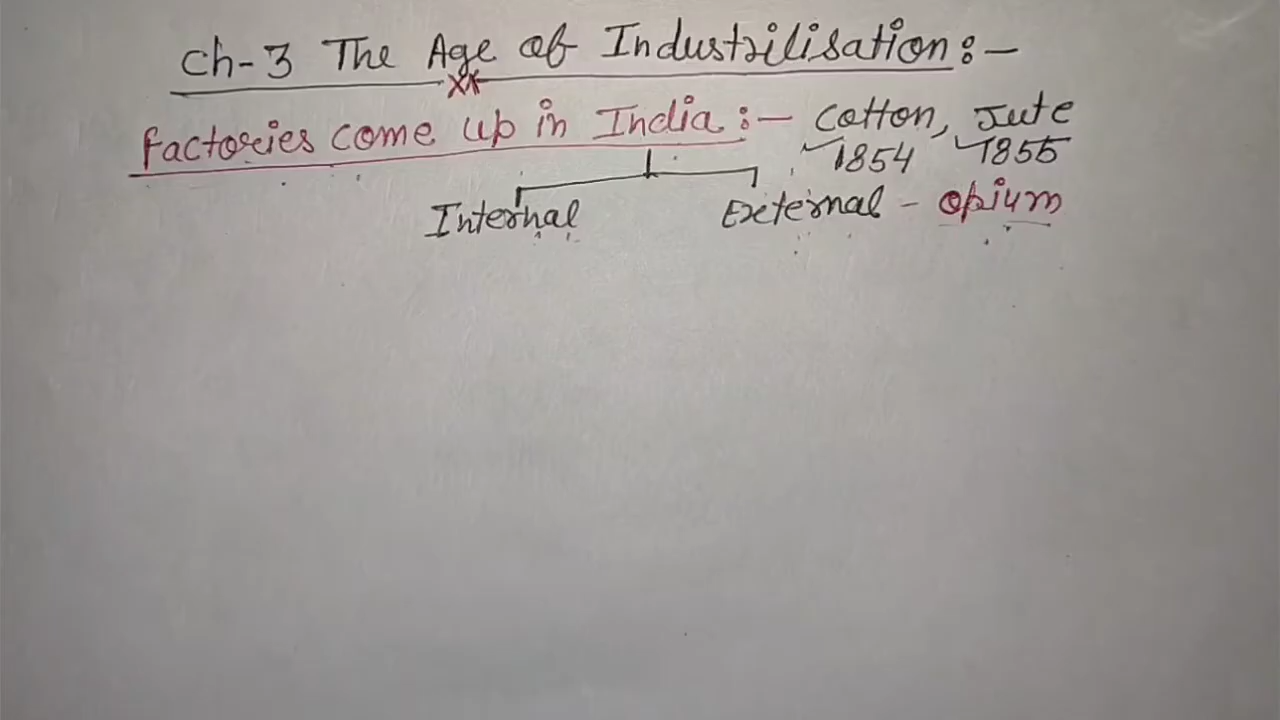 Ch-3 The Age of Industrilisation :-
factories come up in India :- Cotton, Jute
1854 1855
Internal External - Opium